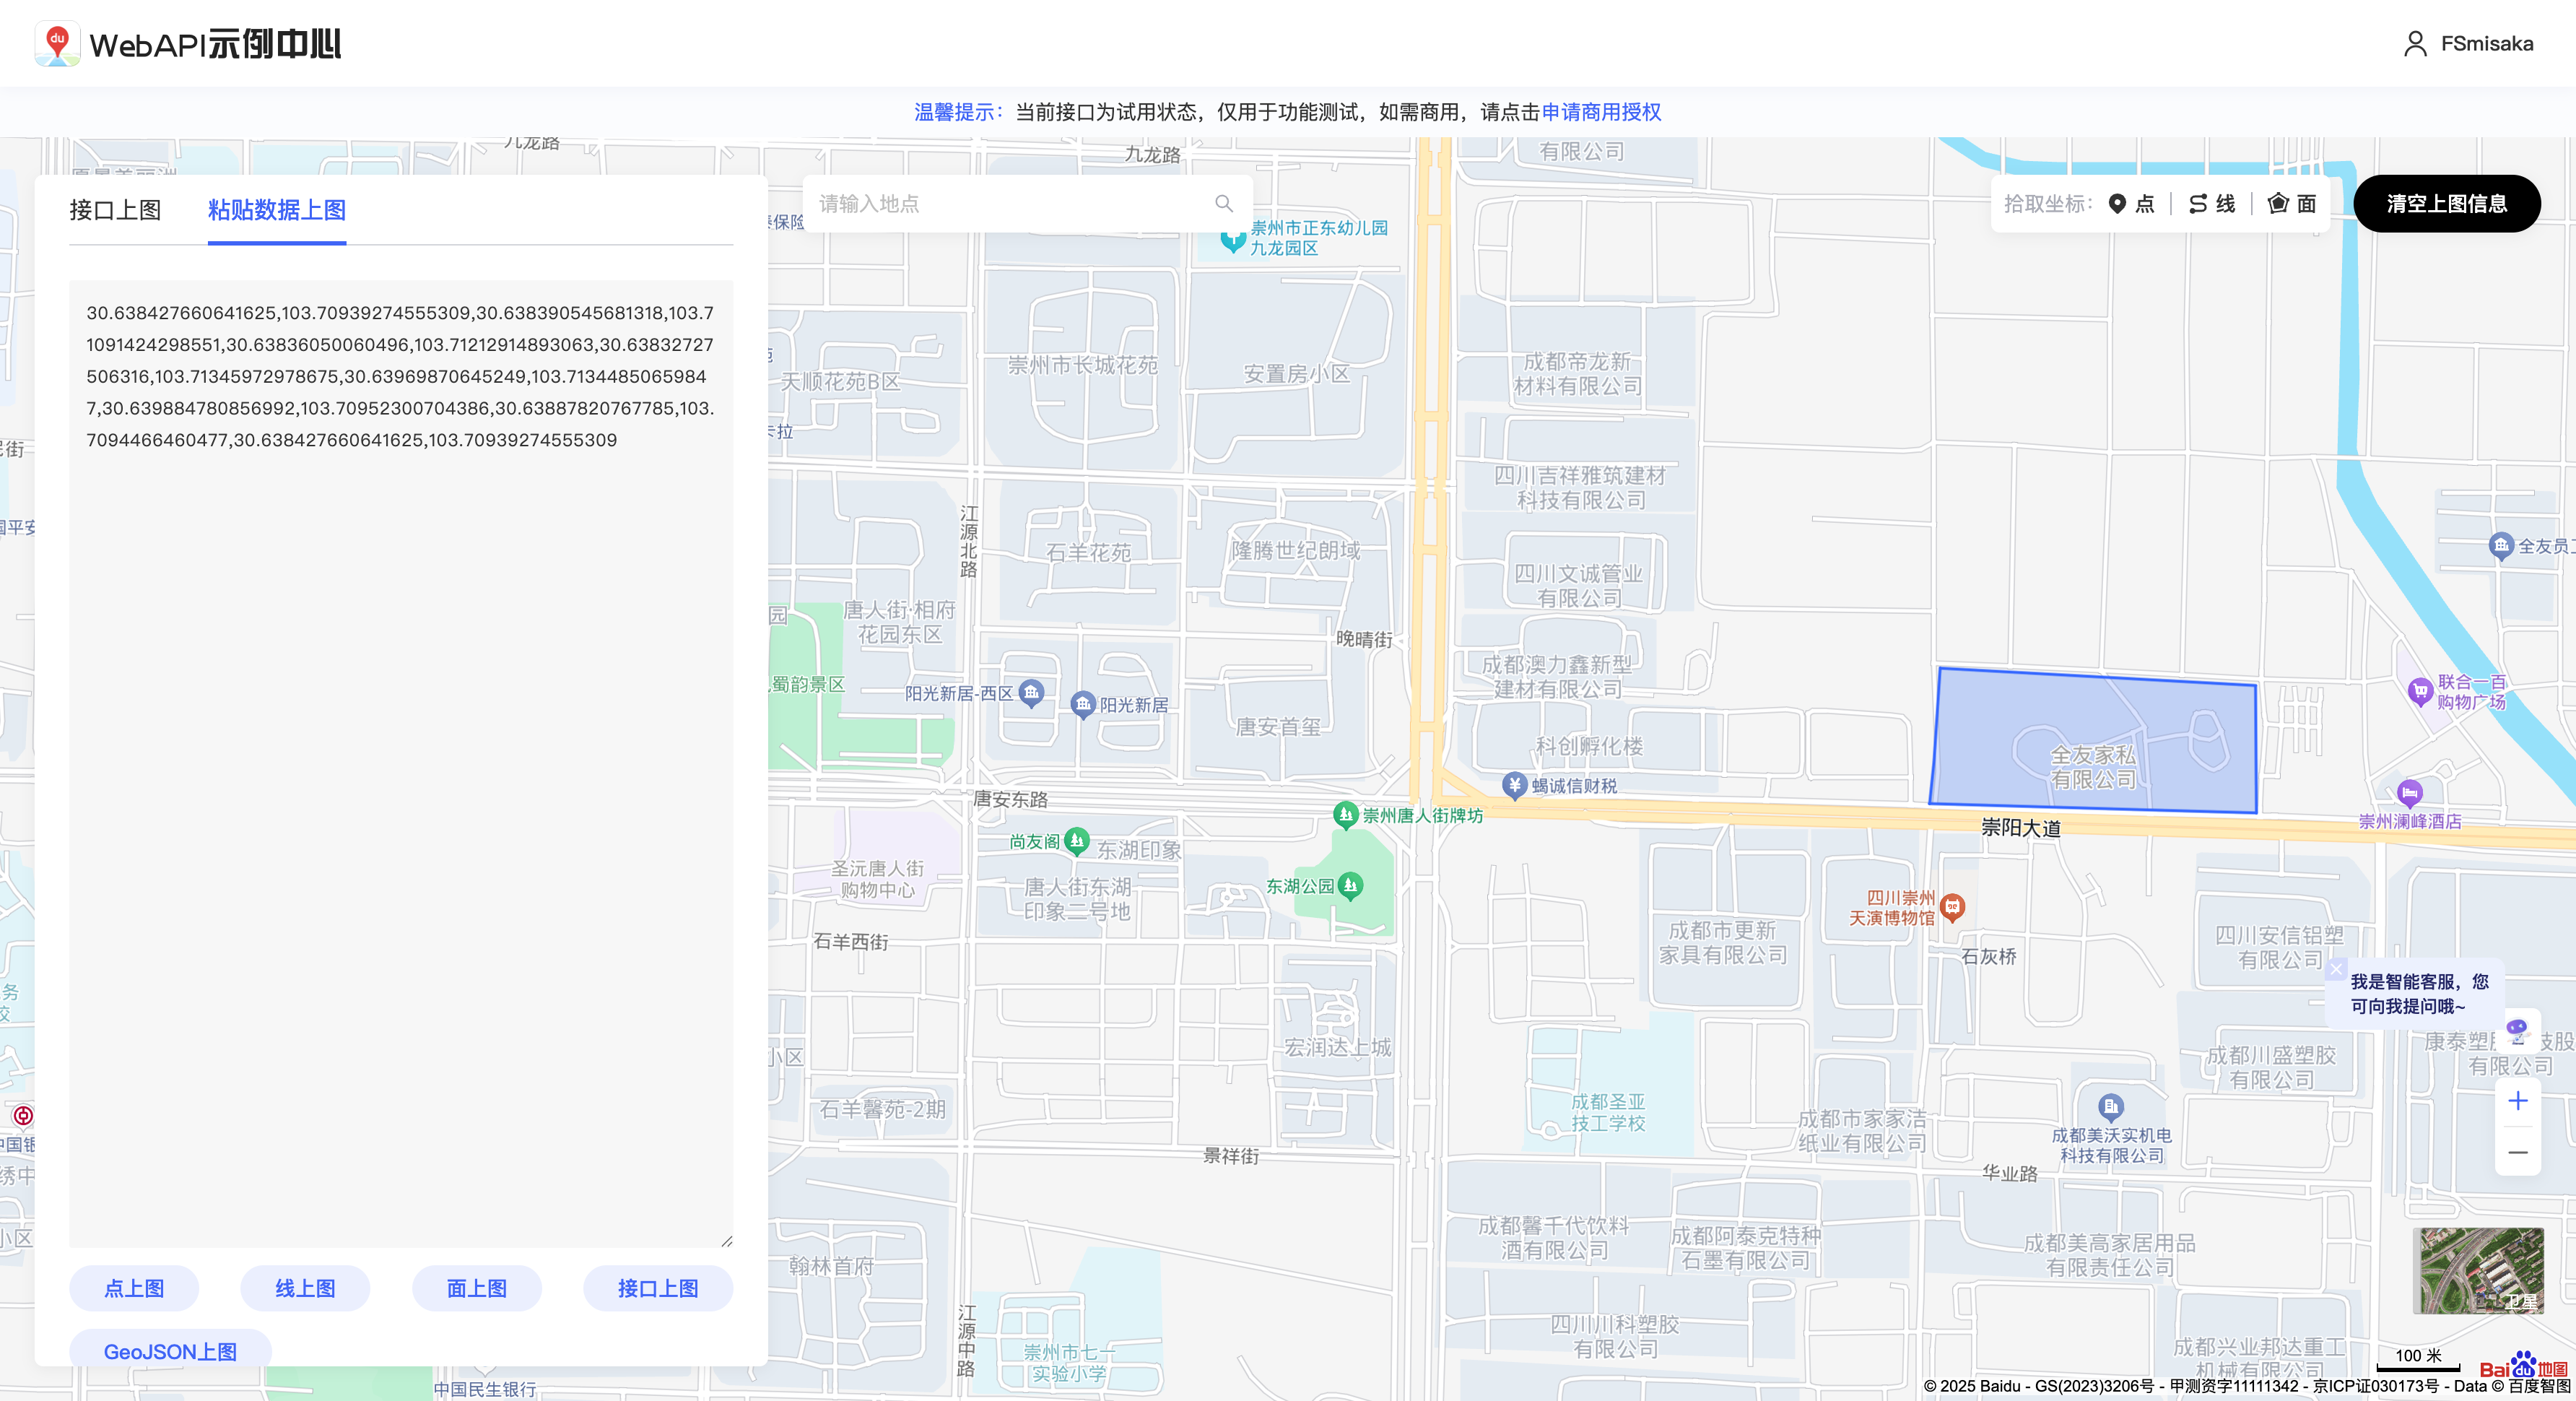 du WebAPI示例中心
FSmisaka
温馨提示：当前接口为试用状态，仅用于功能测试，如需商用，请点击申请商用授权
接口上图
粘贴数据上图
请输入地点
拾取坐标：
点
线
面
清空上图信息
30.638427660641625,103.70939274555309,30.638390545681318,103.7
1091424298551,30.63836050060496,103.71212914893063,30.63832727
506316,103.71345972978675,30.63969870645249,103.7134485065984
7,30.639884780856992,103.70952300704386,30.63887820767785,103.
7094466460477,30.638427660641625,103.70939274555309
点上图
线上图
面上图
接口上图
GeoJSON上图
九龙路
九龙路
有限公司
崇州市正东幼儿园
九龙园区
天顺花苑B区
崇州市长城花苑
安置房小区
成都帝龙新
材料有限公司
四川吉祥雅筑建材
科技有限公司
江源北路
石羊花苑
隆腾世纪朗域
四川文诚管业
有限公司
唐人街·相府
花园东区
晚晴街
蜀韵景区
阳光新居-西区
阳光新居
唐安首玺
成都澳力鑫新型
建材有限公司
科创孵化楼
蝎诚信财税
全友家私
有限公司
联合一百
购物广场
崇州澜峰酒店
唐安东路
崇州唐人街牌坊
崇阳大道
尚友阁
东湖印象
圣沅唐人街
购物中心
唐人街东湖
印象二号地
东湖公园
四川崇州
天演博物馆
成都市更新
家具有限公司
石灰桥
四川安信铝塑
有限公司
石羊西街
我是智能客服，您
可向我提问哦~
宏润达上城
小区
石羊馨苑-2期
成都圣亚
技工学校
成都市家家洁
纸业有限公司
成都川盛塑胶
有限公司
康泰塑
有限公司
成都美沃实机电
科技有限公司
景祥街
华业路
成都馨千代饮料
酒有限公司
成都阿泰克特种
石墨有限公司
成都美高家居用品
有限责任公司
翰林首府
江源中路
崇州市七一
实验小学
四川川科塑胶
有限公司
成都兴业邦达重工
机械有限公司
中国民生银行
卫星
100 米
Bai du 地图
© 2025 Baidu - GS(2023)3206号 - 甲测资字11111342 - 京ICP证030173号 - Data © 百度智图